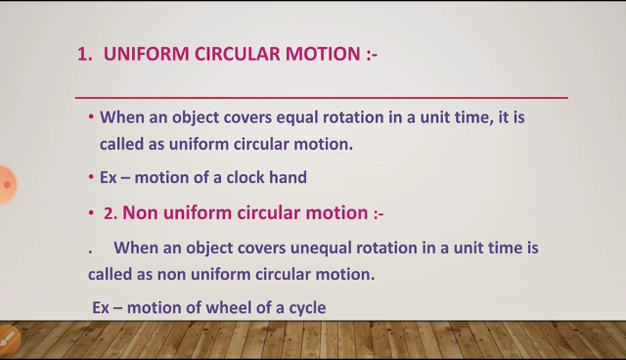 1. UNIFORM CIRCULAR MOTION :-
• When an object covers equal rotation in a unit time, it is
called as uniform circular motion.
• Ex – motion of a clock hand
• 2. Non uniform circular motion :-
. When an object covers unequal rotation in a unit time is
called as non uniform circular motion.
Ex – motion of wheel of a cycle